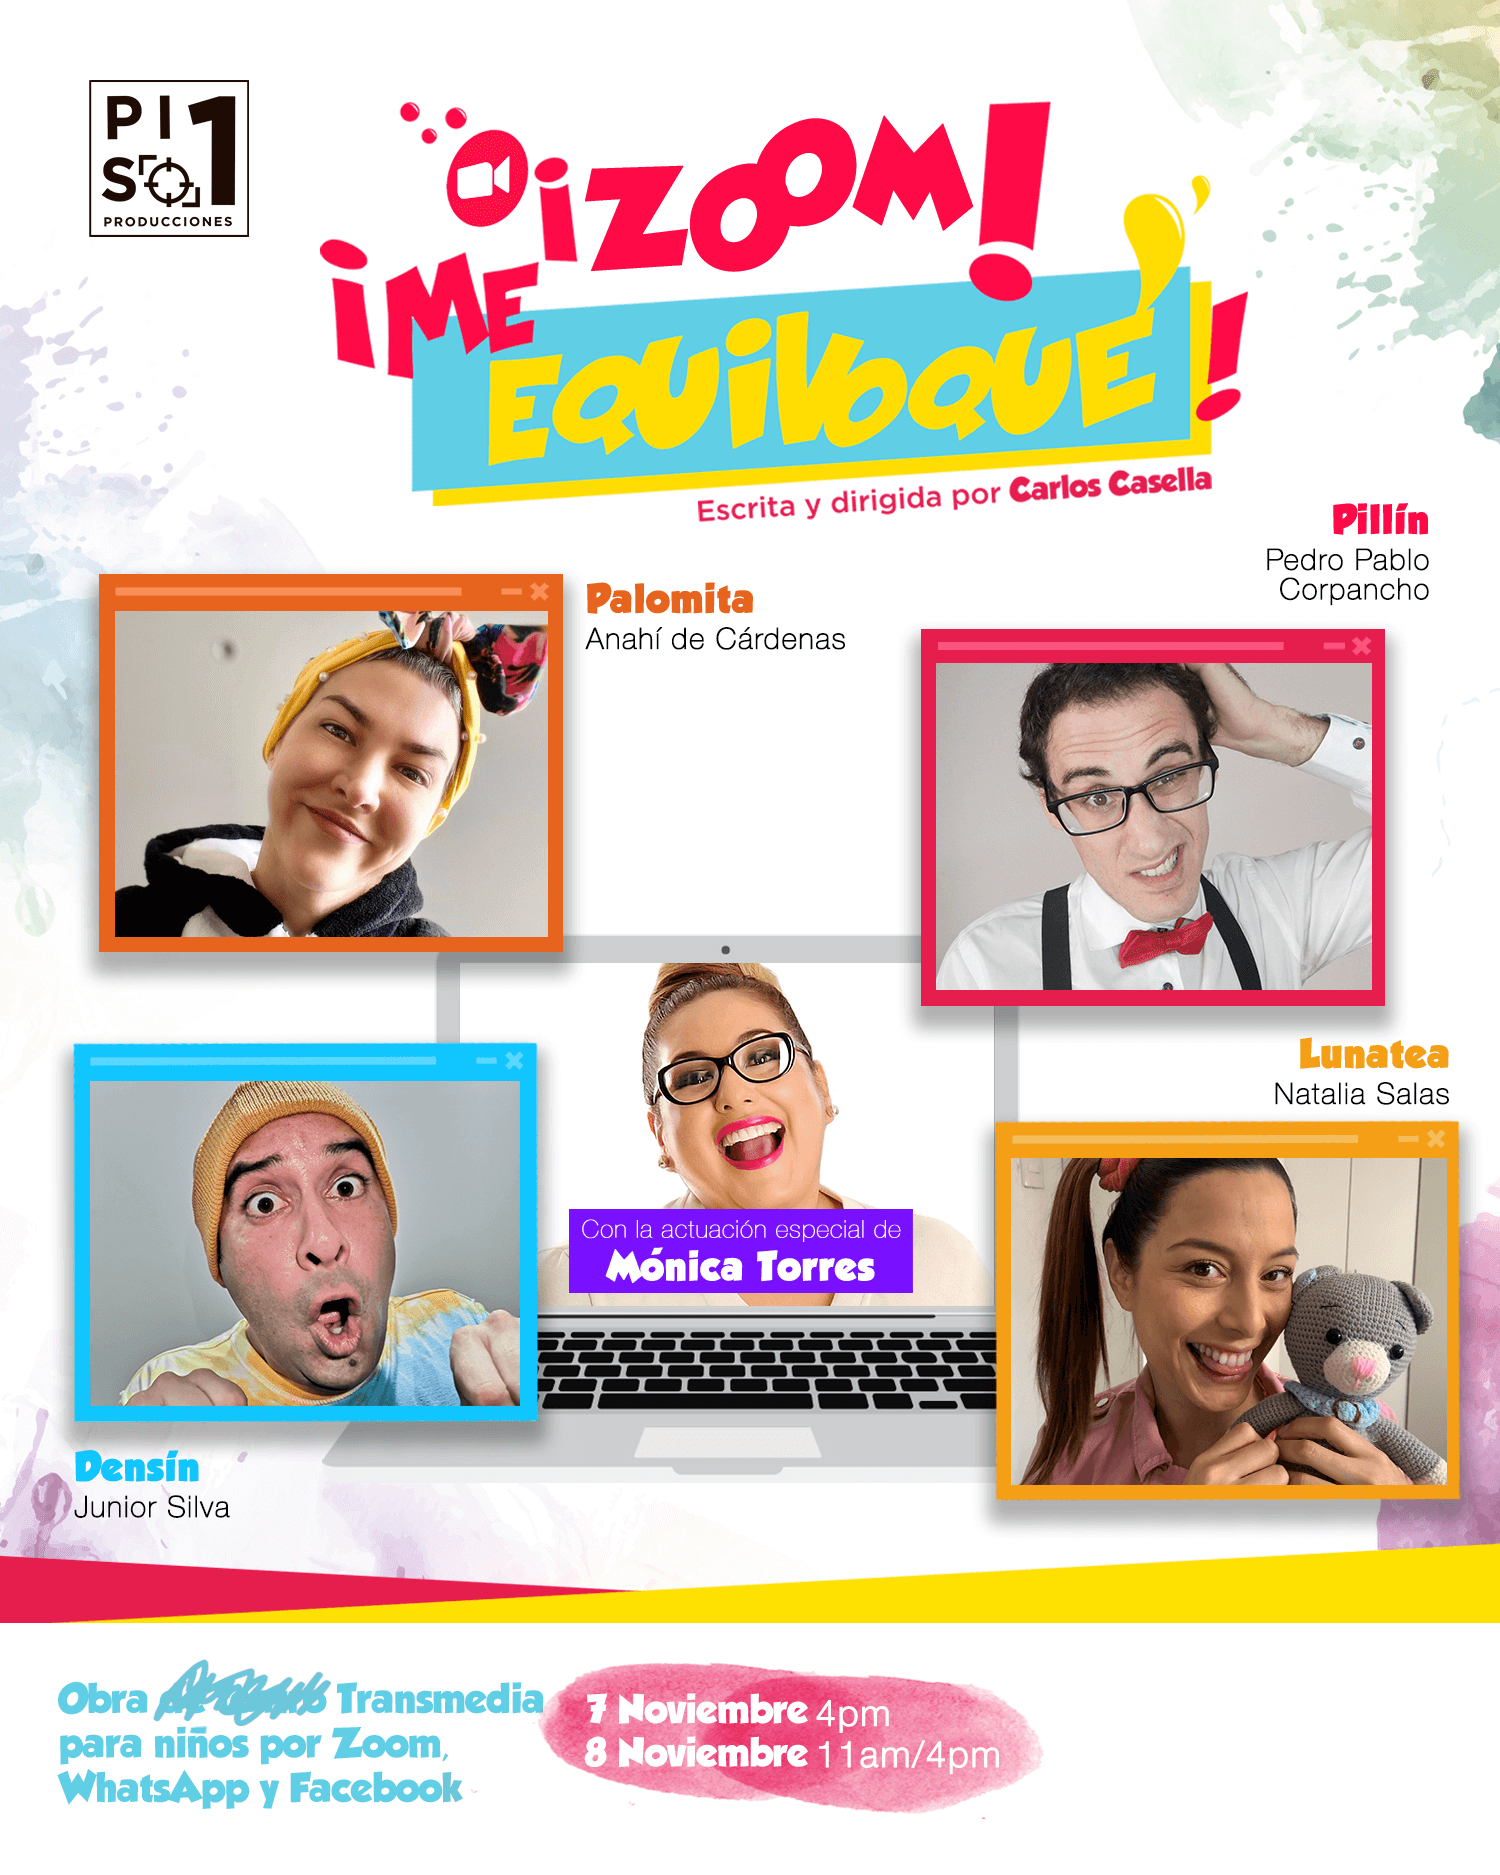 PI
SO1
PRODUCCIONES
¡ZOOM!
¡ME
EQUIVOQUÉ!
Escrita y dirigida por Carlos Casella
Pillín
Pedro Pablo
Corpancho
Palomita
Anahí de Cárdenas
Lunatea
Natalia Salas
Con la actuación especial de
Mónica Torres
Densín
Junior Silva
Obra Transmedia
para niños por Zoom,
WhatsApp y Facebook
7 Noviembre 4pm
8 Noviembre 11am/4pm